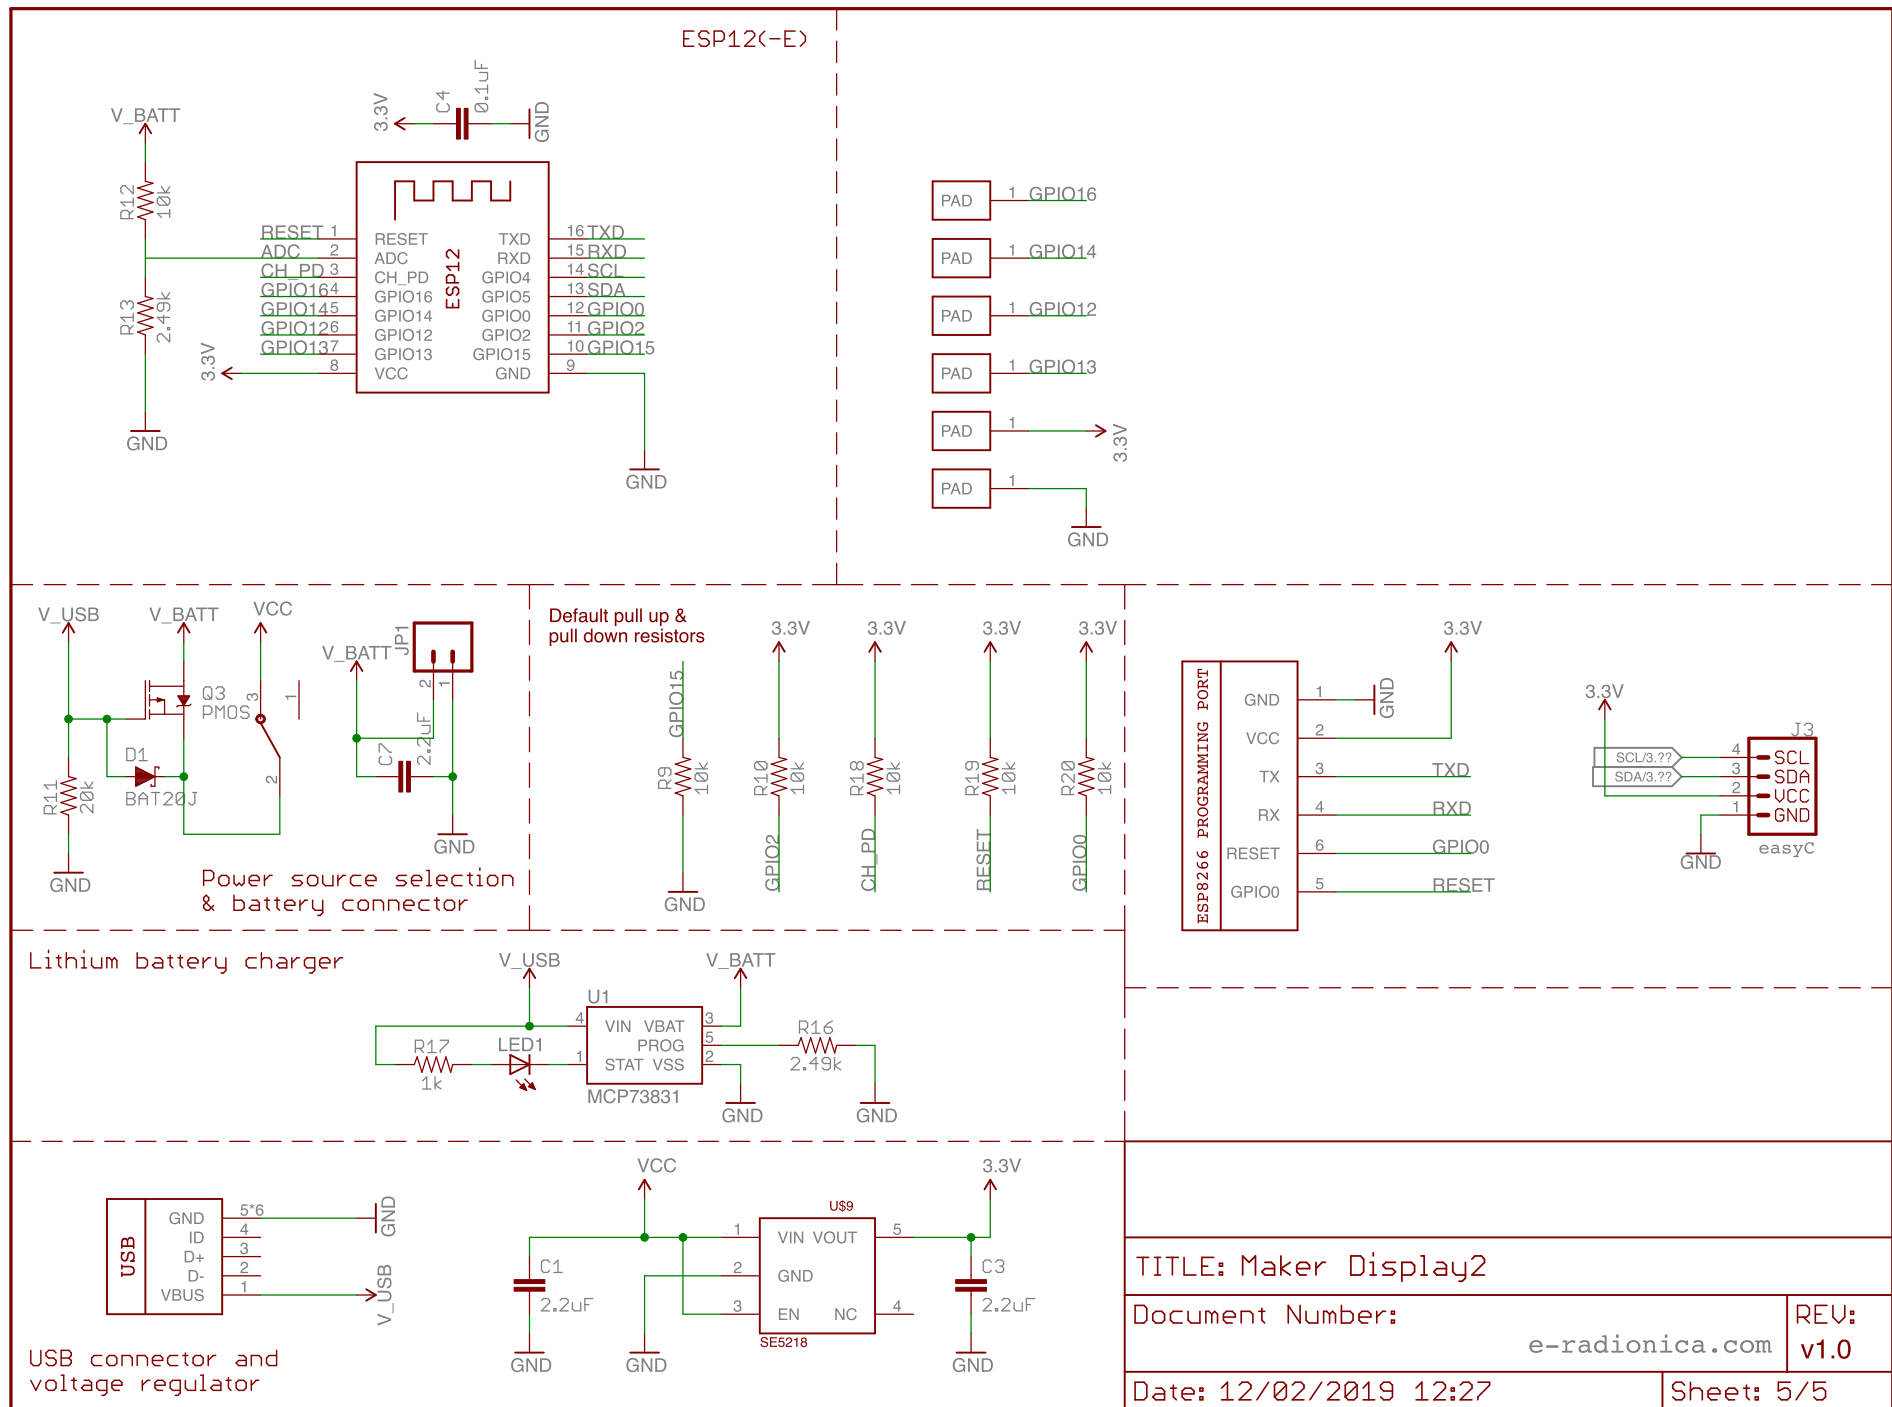 ESP12(-E)
V_BATT
R12
10k
R13
2.49k
GND
3.3V
C4
0.1uF
GND
RESET 1 RESET
ADC 2 ADC
CH_PD 3 CH_PD
GPIO16 4 GPIO16
GPIO14 5 GPIO14
GPIO12 6 GPIO12
GPIO13 7 GPIO13
3.3V 8 VCC
ESP12
TXD 16 TXD
RXD 15 RXD
GPIO4 14 SCL
GPIO5 13 SDA
GPIO0 12 GPIO0
GPIO2 11 GPIO2
GPIO15 10 GPIO15
GND 9
GND
PAD 1 GPIO16
PAD 1 GPIO14
PAD 1 GPIO12
PAD 1 GPIO13
PAD 1 3.3V
PAD 1
GND
V_USB
V_BATT
VCC
Q3
PMOS
3
1
2
D1
BAT20J
R11
20k
GND
V_BATT
JP1
2
1
C7
2.2uF
GND
Power source selection
& battery connector
Default pull up &
pull down resistors
GPIO15
R9
10k
GND
3.3V
R10
10k
GPIO2
3.3V
R18
10k
CH_PD
3.3V
R19
10k
RESET
3.3V
R20
10k
GPIO0
ESP8266 PROGRAMMING PORT
3.3V
GND 1 GND
VCC 2
TX 3 TXD
RX 4 RXD
RESET 6 GPIO0
GPIO0 5 RESET
3.3V
J3
SCL/3.?? 4 SCL
SDA/3.?? 3 SDA
2 VCC
1 GND
GND
easyC
Lithium battery charger
V_USB
V_BATT
U1
4 VIN VBAT 3
PROG 5
1 STAT VSS 2
MCP73831
R17
1k
LED1
R16
2.49k
GND
GND
USB
GND 5*6 GND
ID 4
D+ 3
D- 2
VBUS 1 V_USB
USB connector and
voltage regulator
VCC
3.3V
U$9
1 VIN VOUT 5
2 GND
3 EN NC 4
SE5218
C1
2.2uF
C3
2.2uF
GND
GND
GND
TITLE: Maker Display2
Document Number:
e-radionica.com
REV:
v1.0
Date: 12/02/2019 12:27
Sheet: 5/5